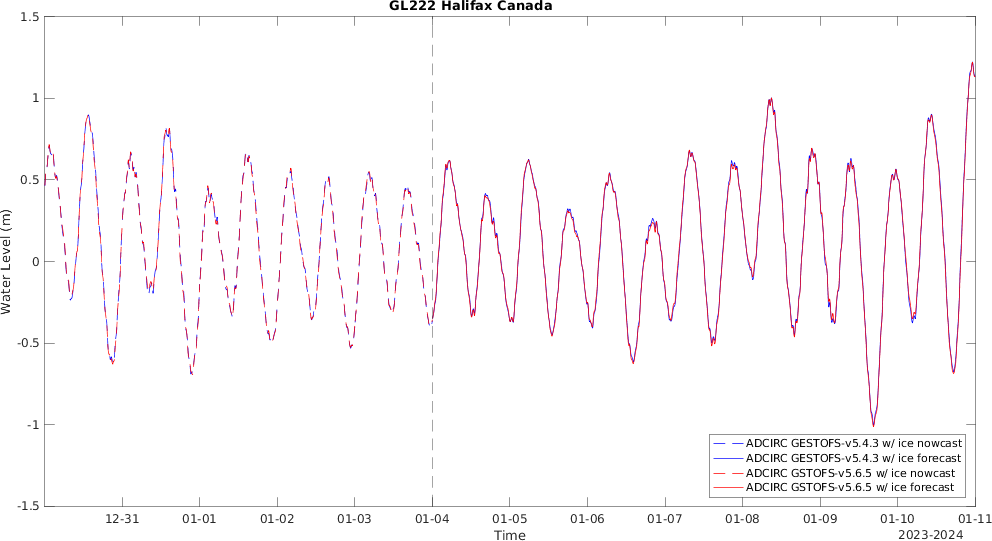 GL222 Halifax Canada
1.5
1
0.5
0
-0.5
-1
-1.5
Water Level (m)
ADCIRC GESTOFS-v5.4.3 w/ ice nowcast
ADCIRC GESTOFS-v5.4.3 w/ ice forecast
ADCIRC GSTOFS-v5.6.5 w/ ice nowcast
ADCIRC GSTOFS-v5.6.5 w/ ice forecast
12-31 01-01 01-02 01-03 01-04 01-05 01-06 01-07 01-08 01-09 01-10 01-11
Time
2023-2024